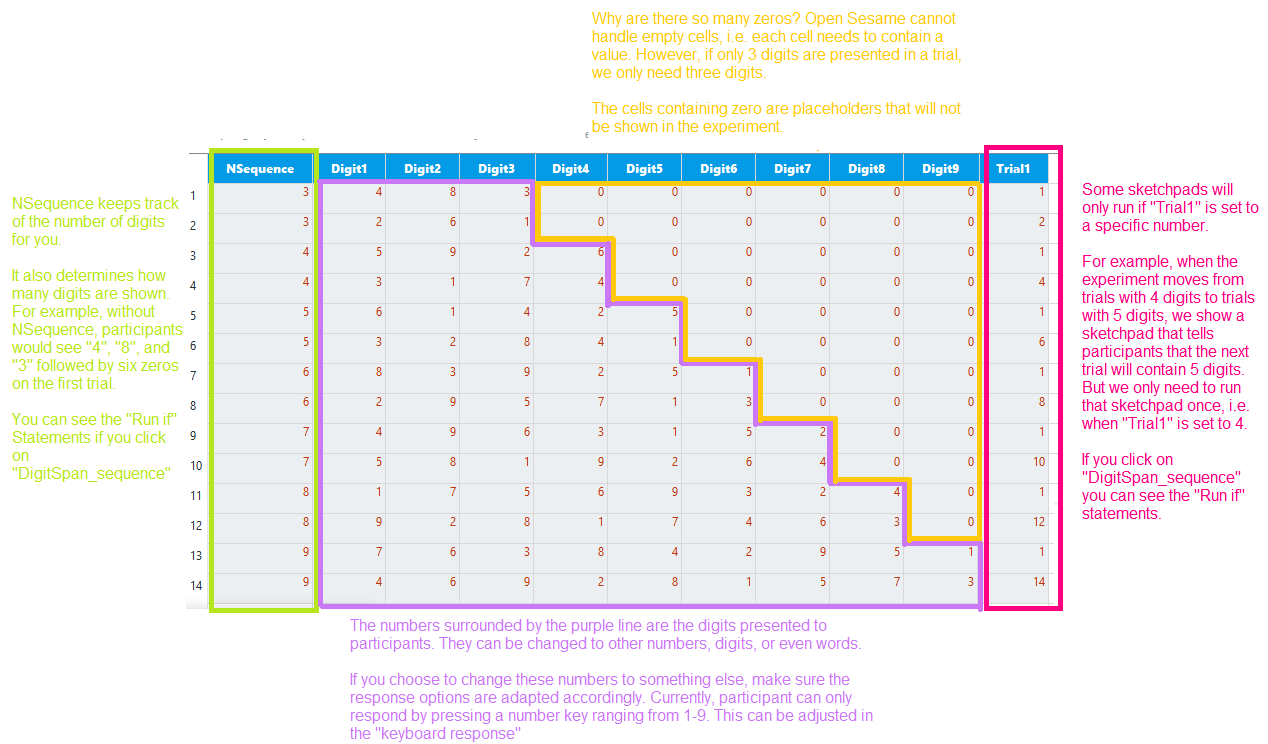 Why are there so many zeros? Open Sesame cannot
handle empty cells, i.e. each cell needs to contain a
value. However, if only 3 digits are presented in a trial,
we only need three digits.
The cells containing zero are placeholders that will not
be shown in the experiment.
NSequence Digit1 Digit2 Digit3 Digit4 Digit5 Digit6 Digit7 Digit8 Digit9 Trial1
1 3 4 8 3 0 0 0 0 0 0 1
2 3 2 6 1 0 0 0 0 0 0 2
3 4 5 9 2 6 0 0 0 0 0 1
4 4 3 1 7 4 0 0 0 0 0 4
5 5 6 1 4 2 5 0 0 0 0 1
6 5 3 2 8 4 1 0 0 0 0 6
7 6 8 3 9 2 5 1 0 0 0 1
8 6 2 9 5 7 1 3 0 0 0 8
9 7 4 9 6 3 1 5 2 0 0 1
10 7 5 8 1 9 2 6 4 0 0 10
11 8 1 7 5 6 9 3 2 4 0 1
12 8 9 2 8 1 7 4 6 3 0 12
13 9 7 6 3 8 4 2 9 5 1 1
14 9 4 6 9 2 8 1 5 7 3 14
NSequence keeps track
of the number of digits
for you.
It also determines how
many digits are shown.
For example, without
NSequence, participants
would see "4", "8", and
"3" followed by six zeros
on the first trial.
You can see the "Run if"
Statements if you click
on
"DigitSpan_sequence"
Some sketchpads will
only run if "Trial1" is set to
a specific number.
For example, when the
experiment moves from
trials with 4 digits to trials
with 5 digits, we show a
sketchpad that tells
participants that the next
trial will contain 5 digits.
But we only need to run
that sketchpad once, i.e.
when "Trial1" is set to 4.
If you click on
"DigitSpan_sequence"
you can see the "Run if"
statements.
The numbers surrounded by the purple line are the digits presented to
participants. They can be changed to other numbers, digits, or even words.
If you choose to change these numbers to something else, make sure the
response options are adapted accordingly. Currently, participant can only
respond by pressing a number key ranging from 1-9. This can be adjusted in
the "keyboard response"